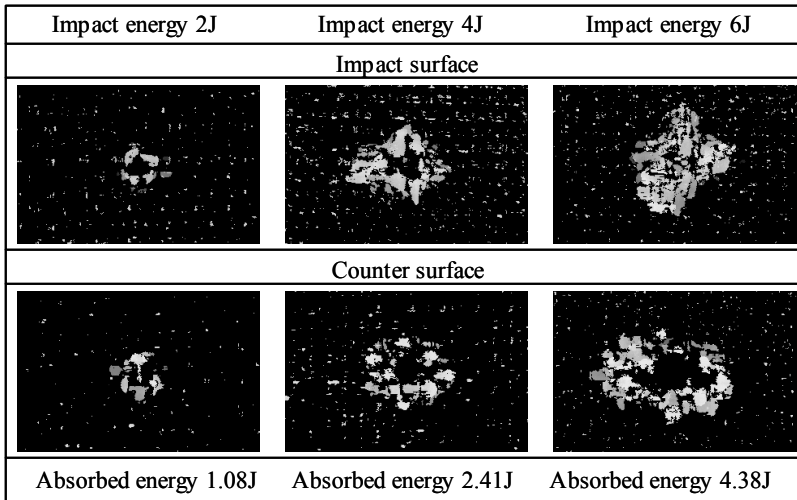 Impact energy 2J Impact energy 4J Impact energy 6J
Impact surface
Counter surface
Absorbed energy 1.08J Absorbed energy 2.41J Absorbed energy 4.38J